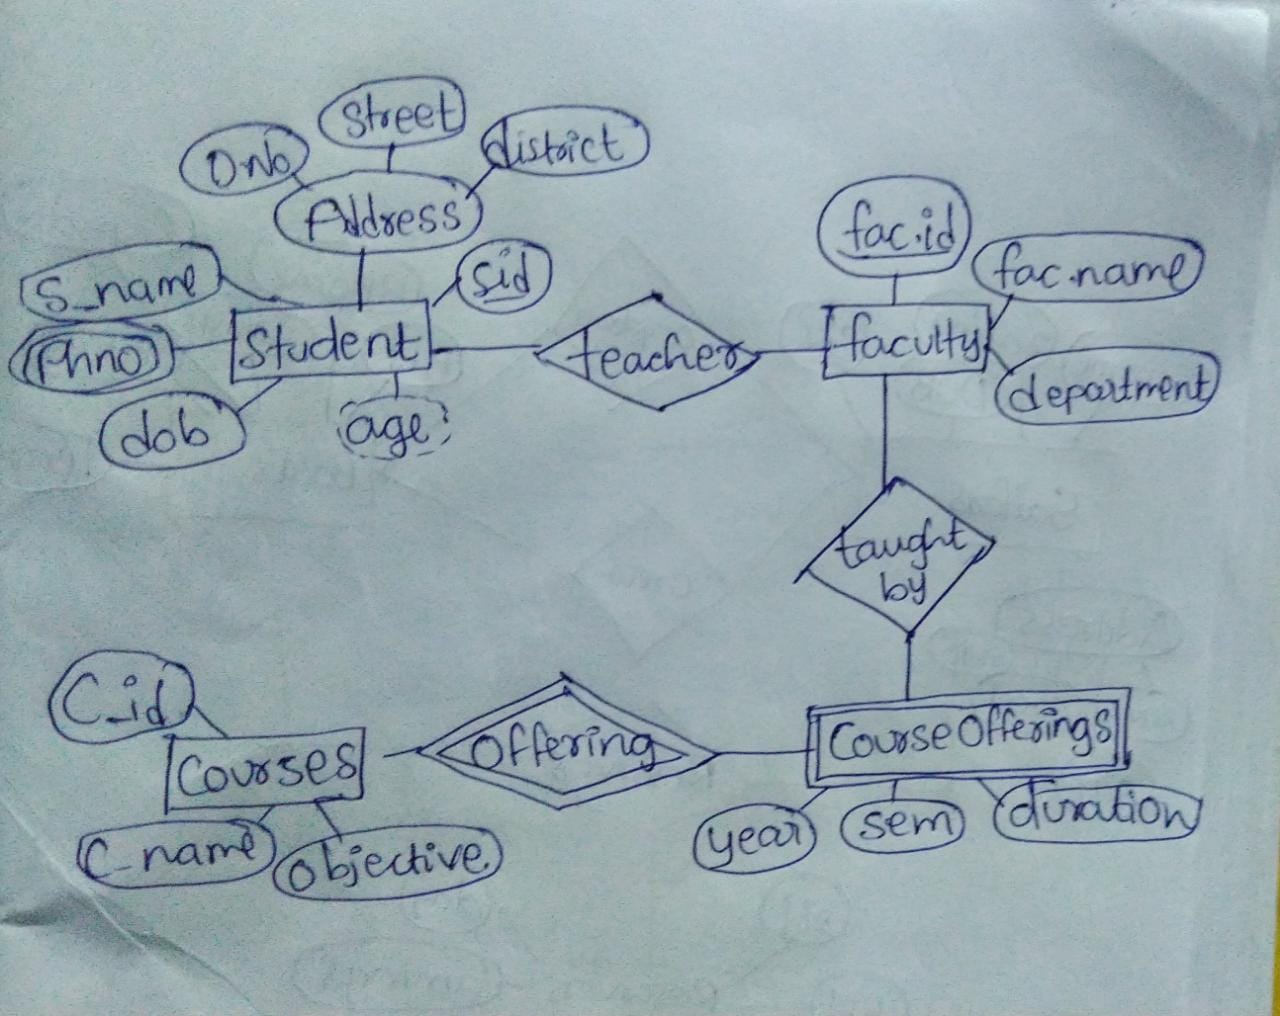 Street
D.No
district
Address
fac.id
S_name
sid
fac.name
Phno
Student
teacher
faculty
department
dob
age
taught
by
C_id
Offering
Course Offerings
Courses
year
sem
duration
C_name
objective